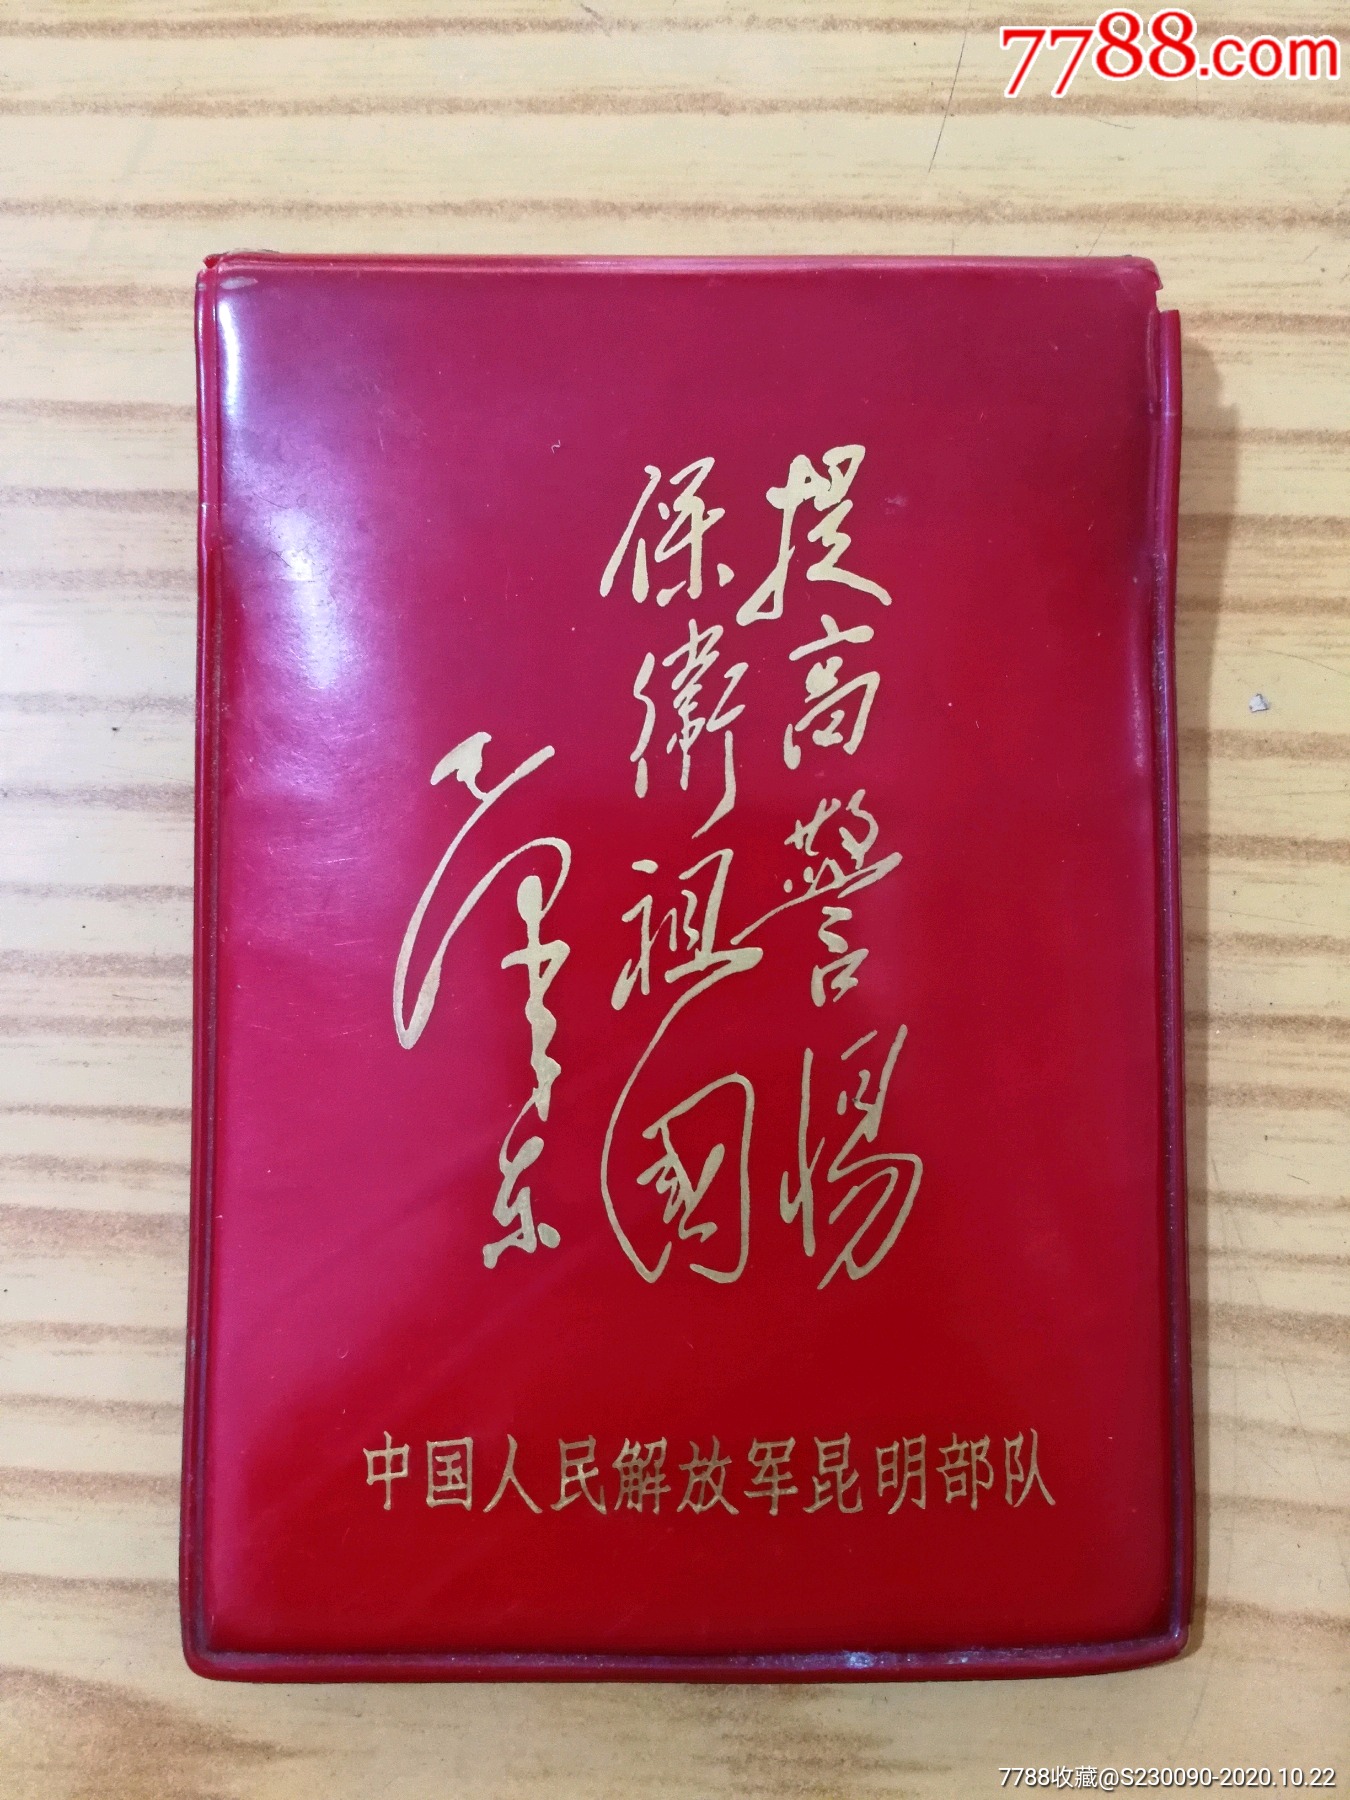 7788.com
提高警惕
保衛祖國
毛澤东
中国人民解放军昆明部队
7788收藏@S230090-2020.10.22